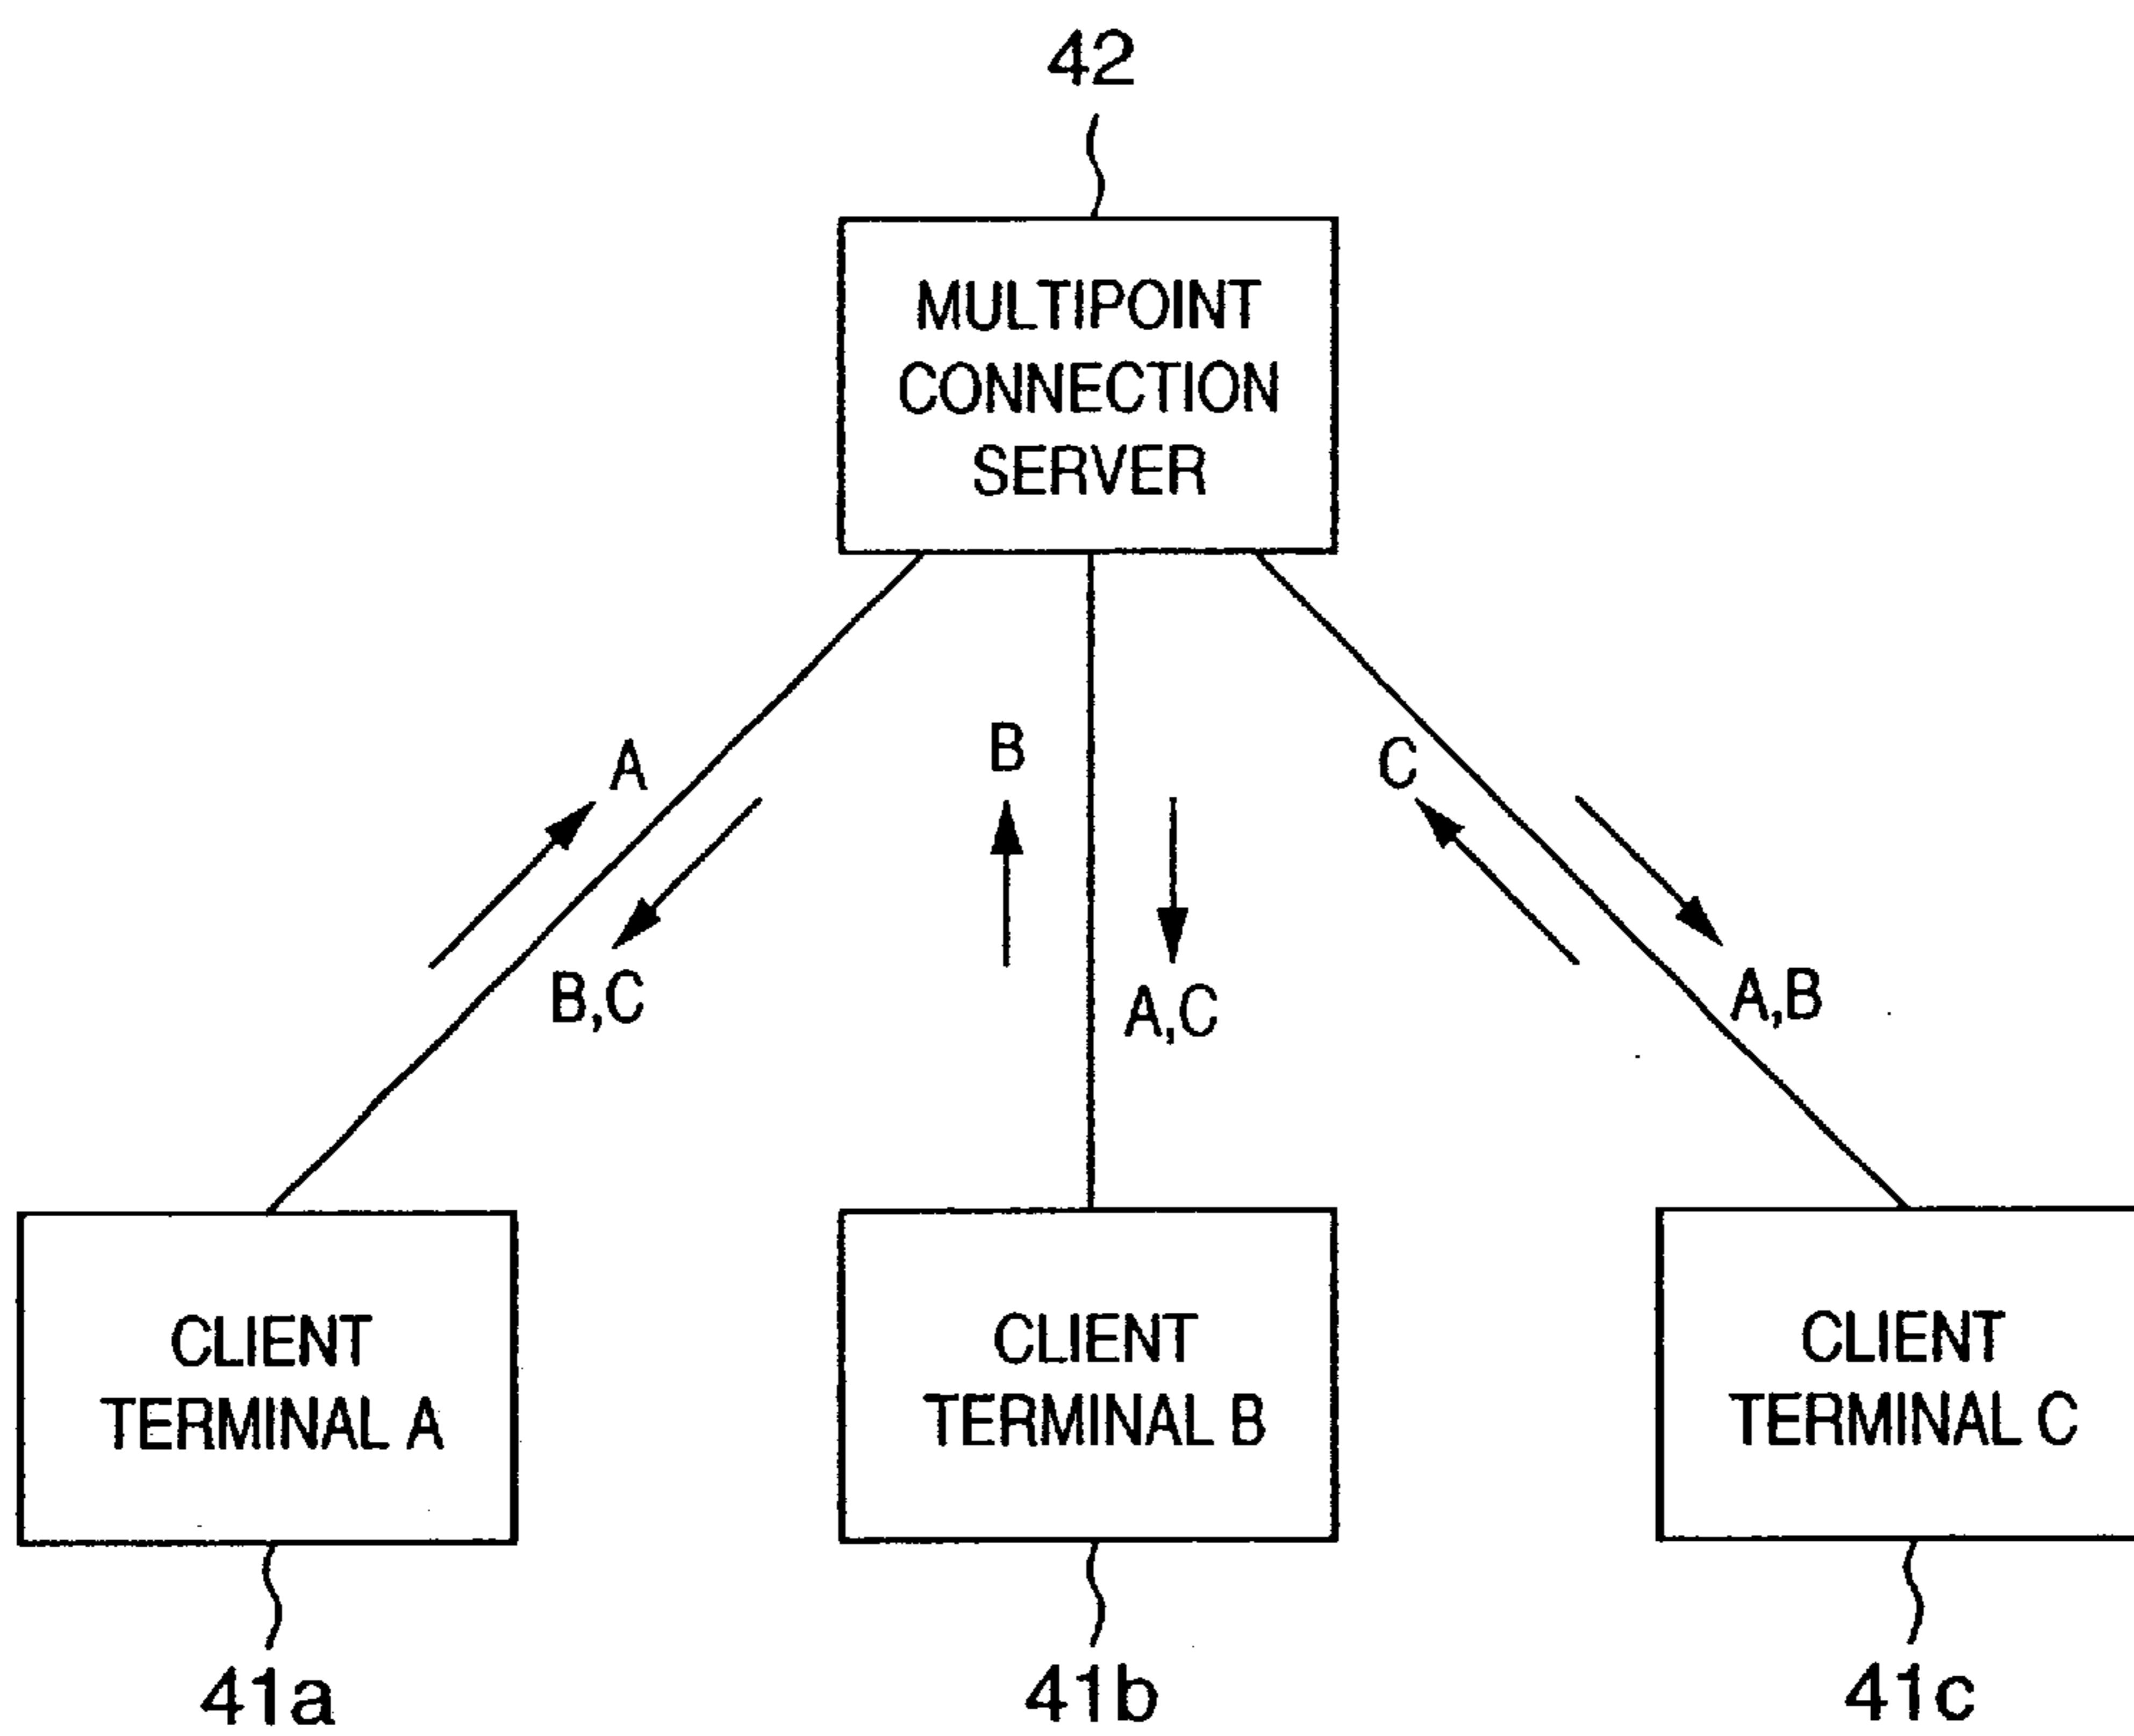 42
MULTIPOINT
CONNECTION
SERVER
A
B
C
B,C
A,C
A,B
CLIENT
TERMINAL A
CLIENT
TERMINAL B
CLIENT
TERMINAL C
41a
41b
41c